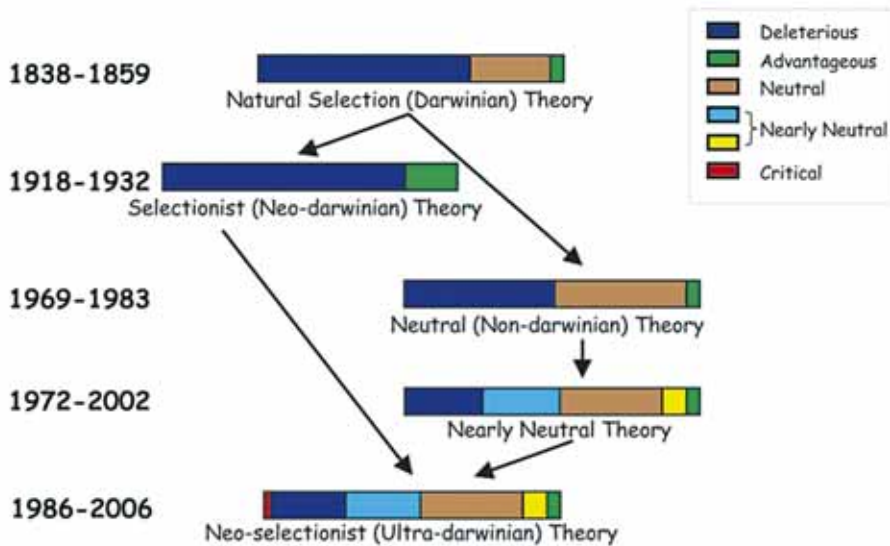 1838-1859
Natural Selection (Darwinian) Theory
1918-1932
Selectionist (Neo-darwinian) Theory
1969-1983
Neutral (Non-darwinian) Theory
1972-2002
Nearly Neutral Theory
1986-2006
Neo-selectionist (Ultra-darwinian) Theory
Deleterious
Advantageous
Neutral
Nearly Neutral
Critical